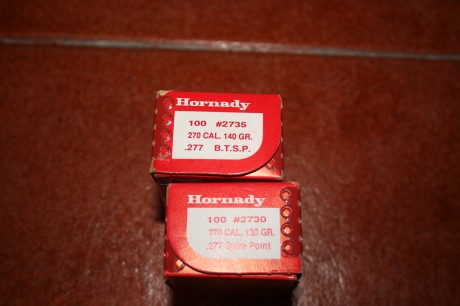 Hornady
100 #2735
270 CAL. 140 GR.
.277 B.T.S.P.
Hornady
100 #2730
270 CAL. 130 GR.
.277 Spire Point